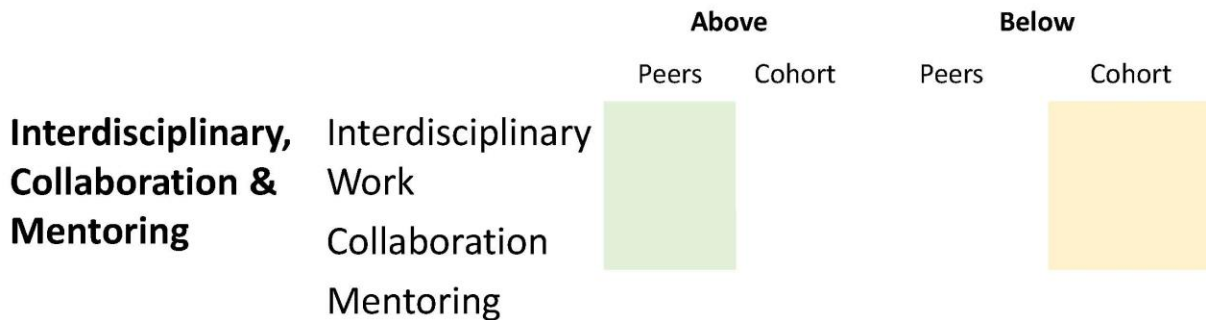 Above Below
Peers Cohort Peers Cohort
Interdisciplinary, Interdisciplinary
Collaboration & Work
Mentoring Collaboration
Mentoring